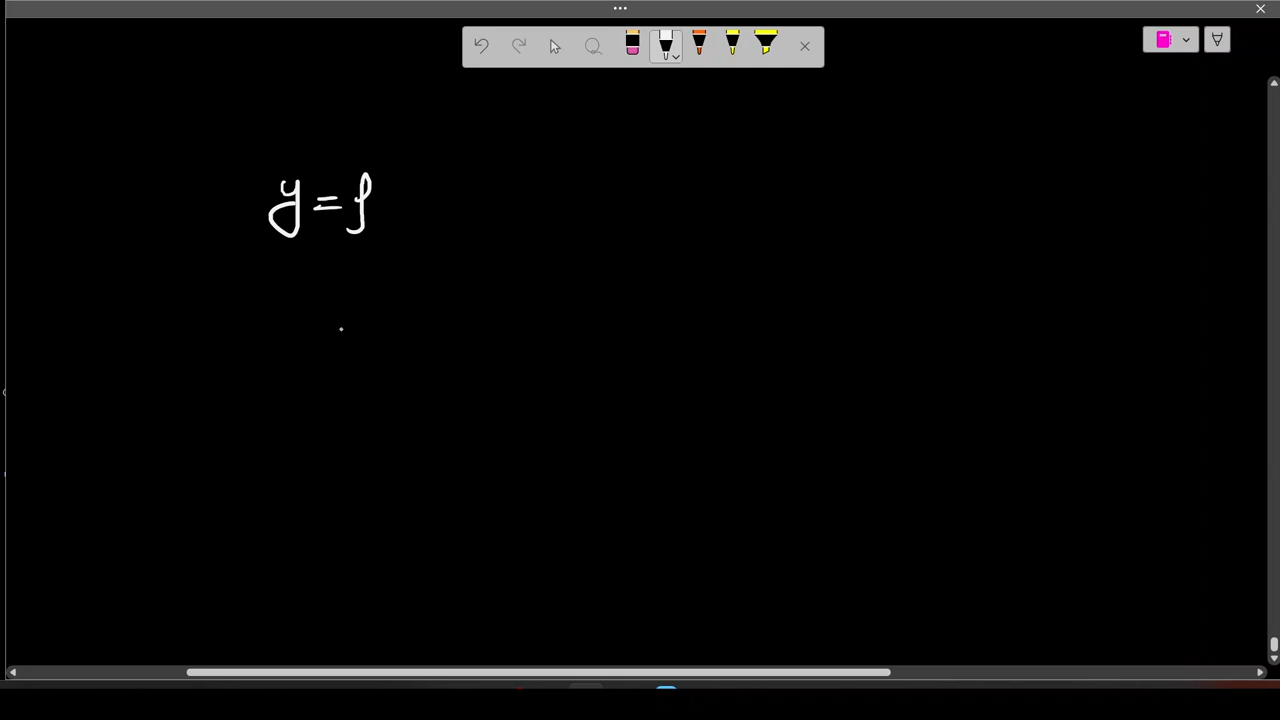 y = f